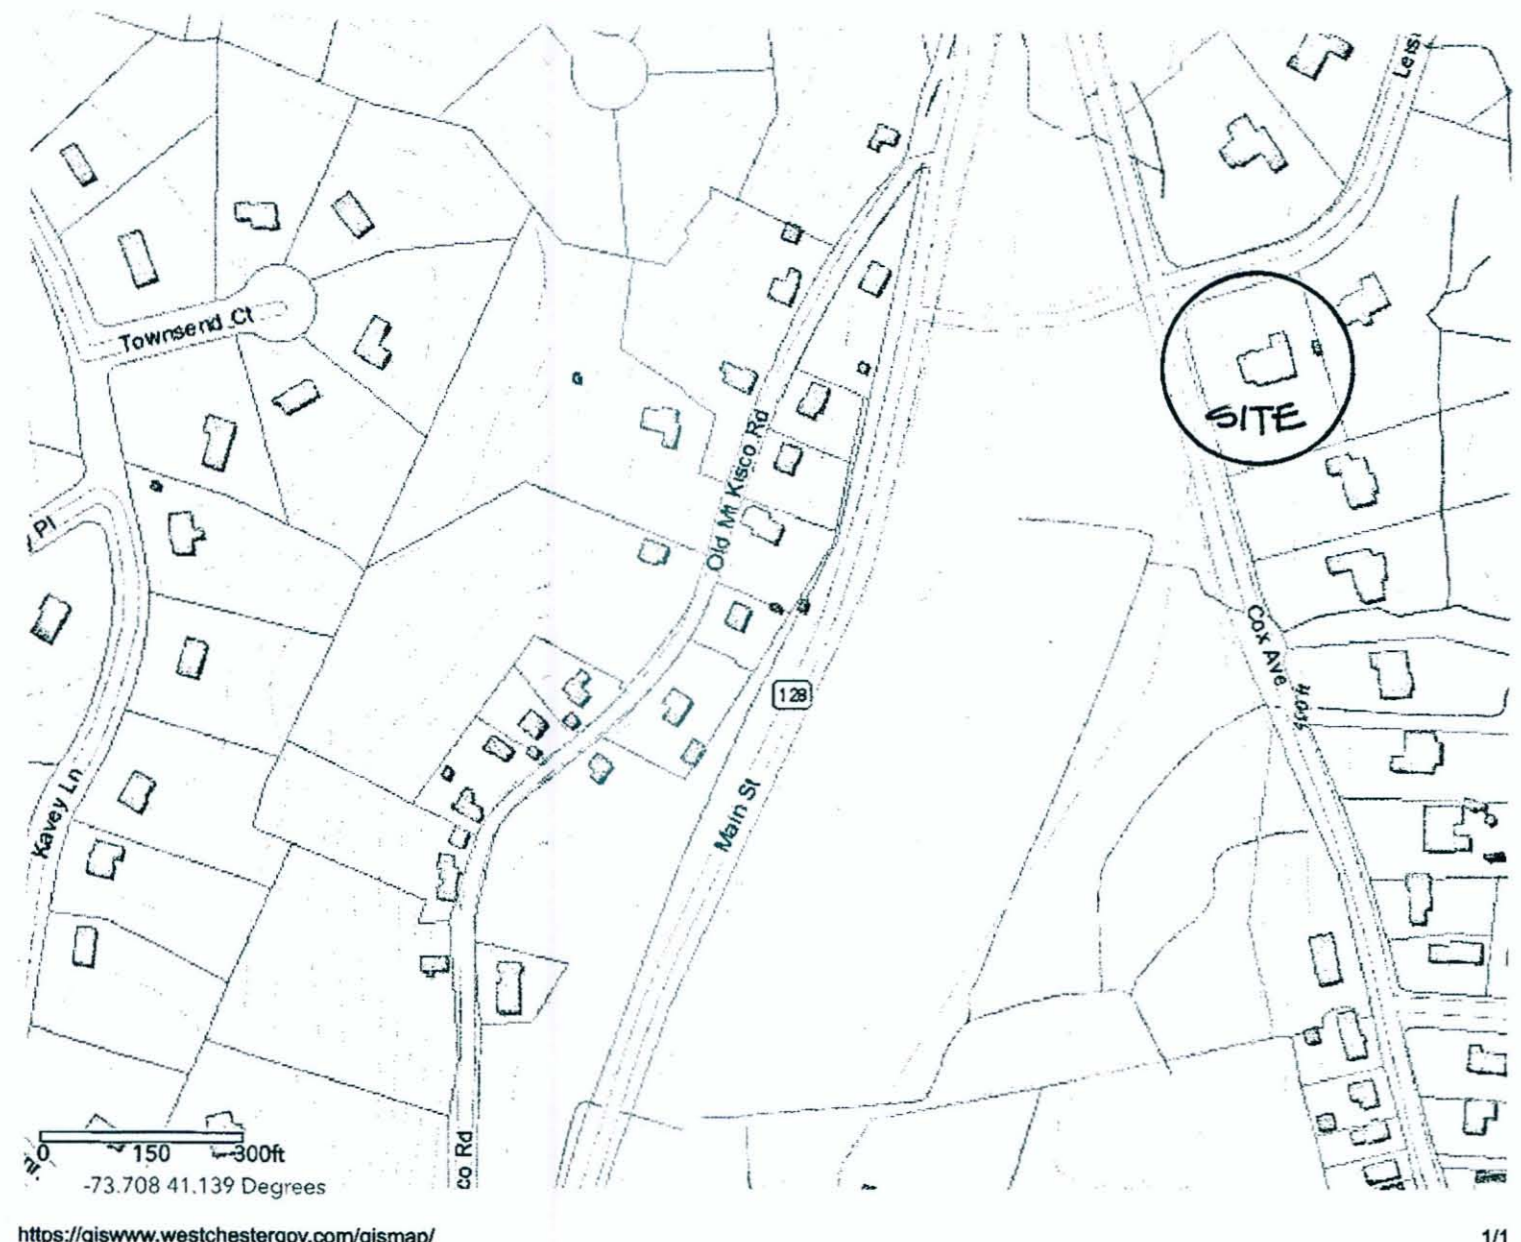 Leisu
Townsend Ct
SITE
Old Mt Kisco Rd
Pl
Cox Ave
128
Main St
Kavey Ln
0 150 300ft
co Rd
-73.708 41.139 Degrees
https://giswww.westchestergov.com/gismap/
1/1